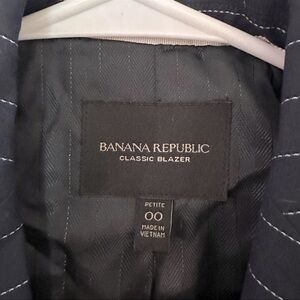 BANANA REPUBLIC
CLASSIC BLAZER
PETITE
00
MADE IN
VIETNAM